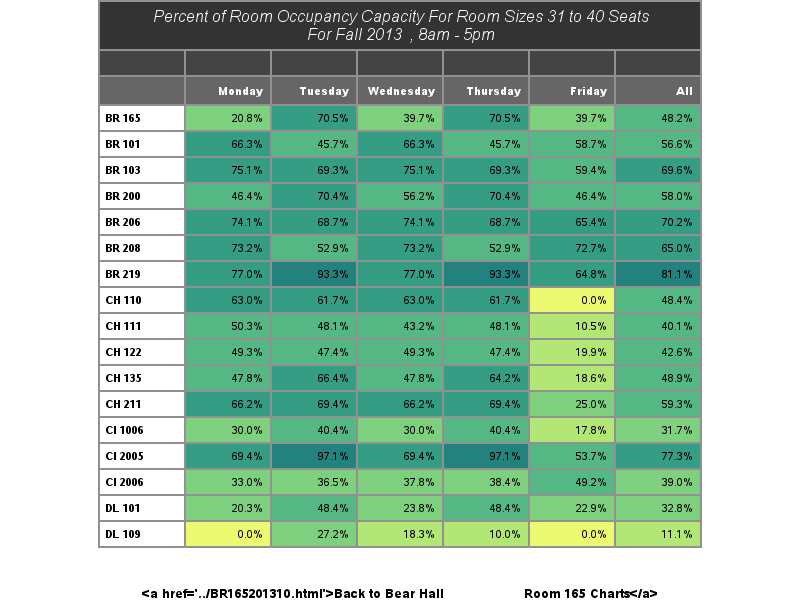 Percent of Room Occupancy Capacity For Room Sizes 31 to 40 Seats
For Fall 2013 , 8am - 5pm
Monday Tuesday Wednesday Thursday Friday All
BR 165 20.8% 70.5% 39.7% 70.5% 39.7% 48.2%
BR 101 66.3% 45.7% 66.3% 45.7% 58.7% 56.6%
BR 103 75.1% 69.3% 75.1% 69.3% 59.4% 69.6%
BR 200 46.4% 70.4% 56.2% 70.4% 46.4% 58.0%
BR 206 74.1% 68.7% 74.1% 68.7% 65.4% 70.2%
BR 208 73.2% 52.9% 73.2% 52.9% 72.7% 65.0%
BR 219 77.0% 93.3% 77.0% 93.3% 64.8% 81.1%
CH 110 63.0% 61.7% 63.0% 61.7% 0.0% 48.4%
CH 111 50.3% 48.1% 43.2% 48.1% 10.5% 40.1%
CH 122 49.3% 47.4% 49.3% 47.4% 19.9% 42.6%
CH 135 47.8% 66.4% 47.8% 64.2% 18.6% 48.9%
CH 211 66.2% 69.4% 66.2% 69.4% 25.0% 59.3%
CI 1006 30.0% 40.4% 30.0% 40.4% 17.8% 31.7%
CI 2005 69.4% 97.1% 69.4% 97.1% 53.7% 77.3%
CI 2006 33.0% 36.5% 37.8% 38.4% 49.2% 39.0%
DL 101 20.3% 48.4% 23.8% 48.4% 22.9% 32.8%
DL 109 0.0% 27.2% 18.3% 10.0% 0.0% 11.1%
<a href='../BR165201310.html'>Back to Bear Hall Room 165 Charts</a>